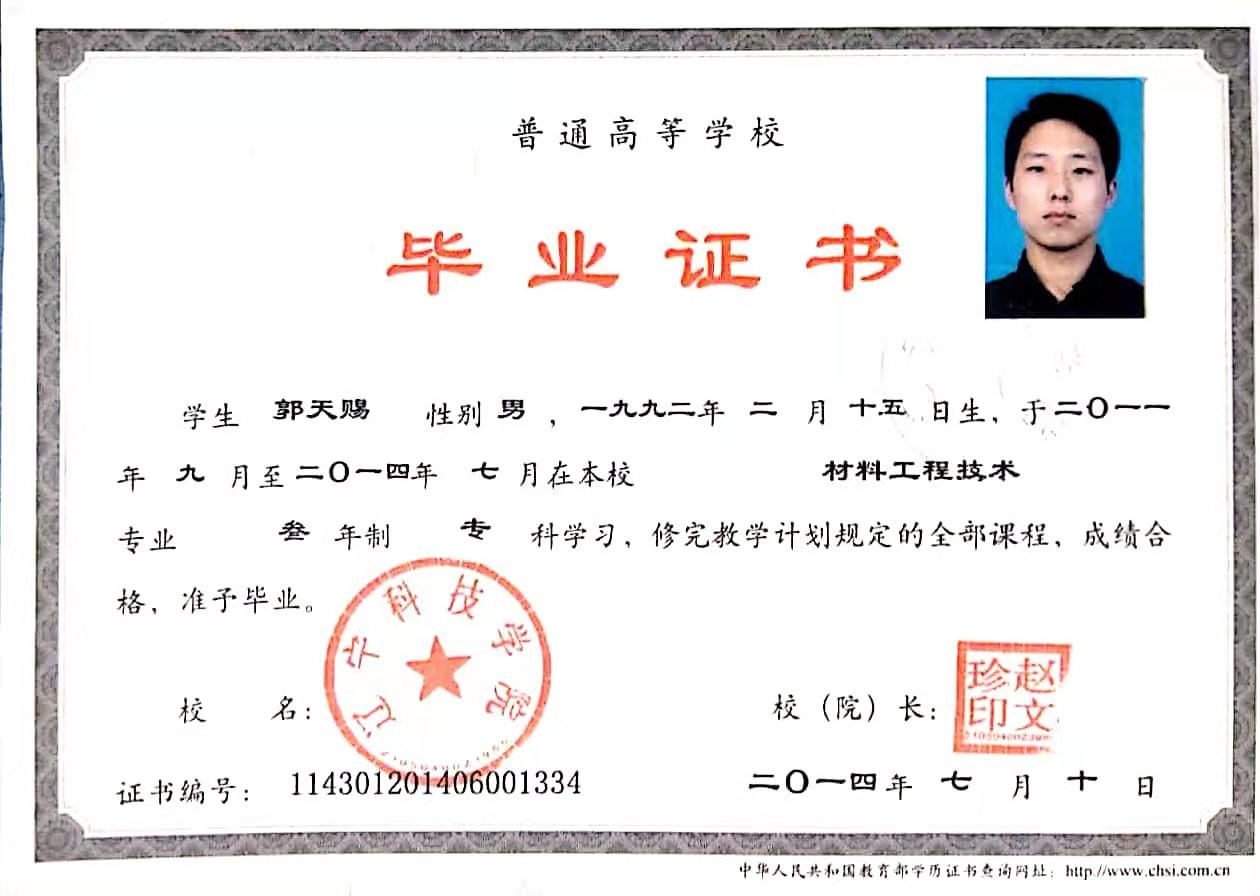 普通高等学校
毕业证书
学生 郭天赐 性别 男 ，一九九二年 二 月 十五 日生，于二〇一一
年 九 月至二〇一四年 七 月在本校 材料工程技术
专业 叁 年制 专 科学习，修完教学计划规定的全部课程，成绩合
格，准予毕业。
辽宁科技学院
校 名：
校（院）长：
赵文珍印
证书编号： 114301201406001334
二〇一四年 七 月 十 日
中华人民共和国教育部学历证书查询网址：http://www.chsi.com.cn